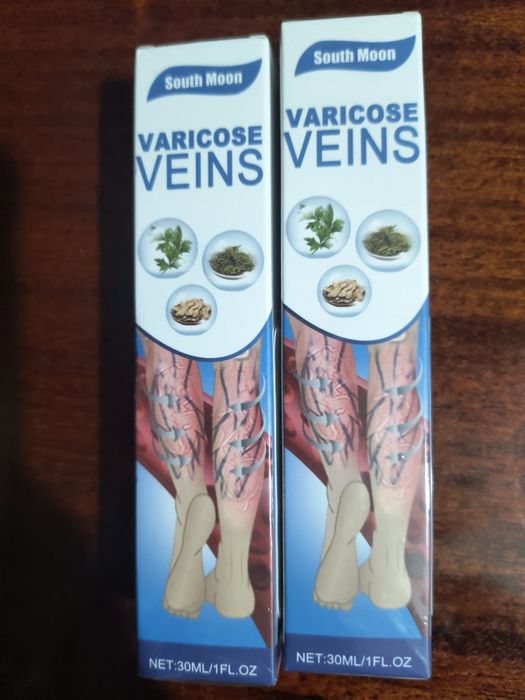 South Moon
VARICOSE
VEINS
NET:30ML/1FL.OZ
South Moon
VARICOSE
VEINS
NET:30ML/1FL.OZ